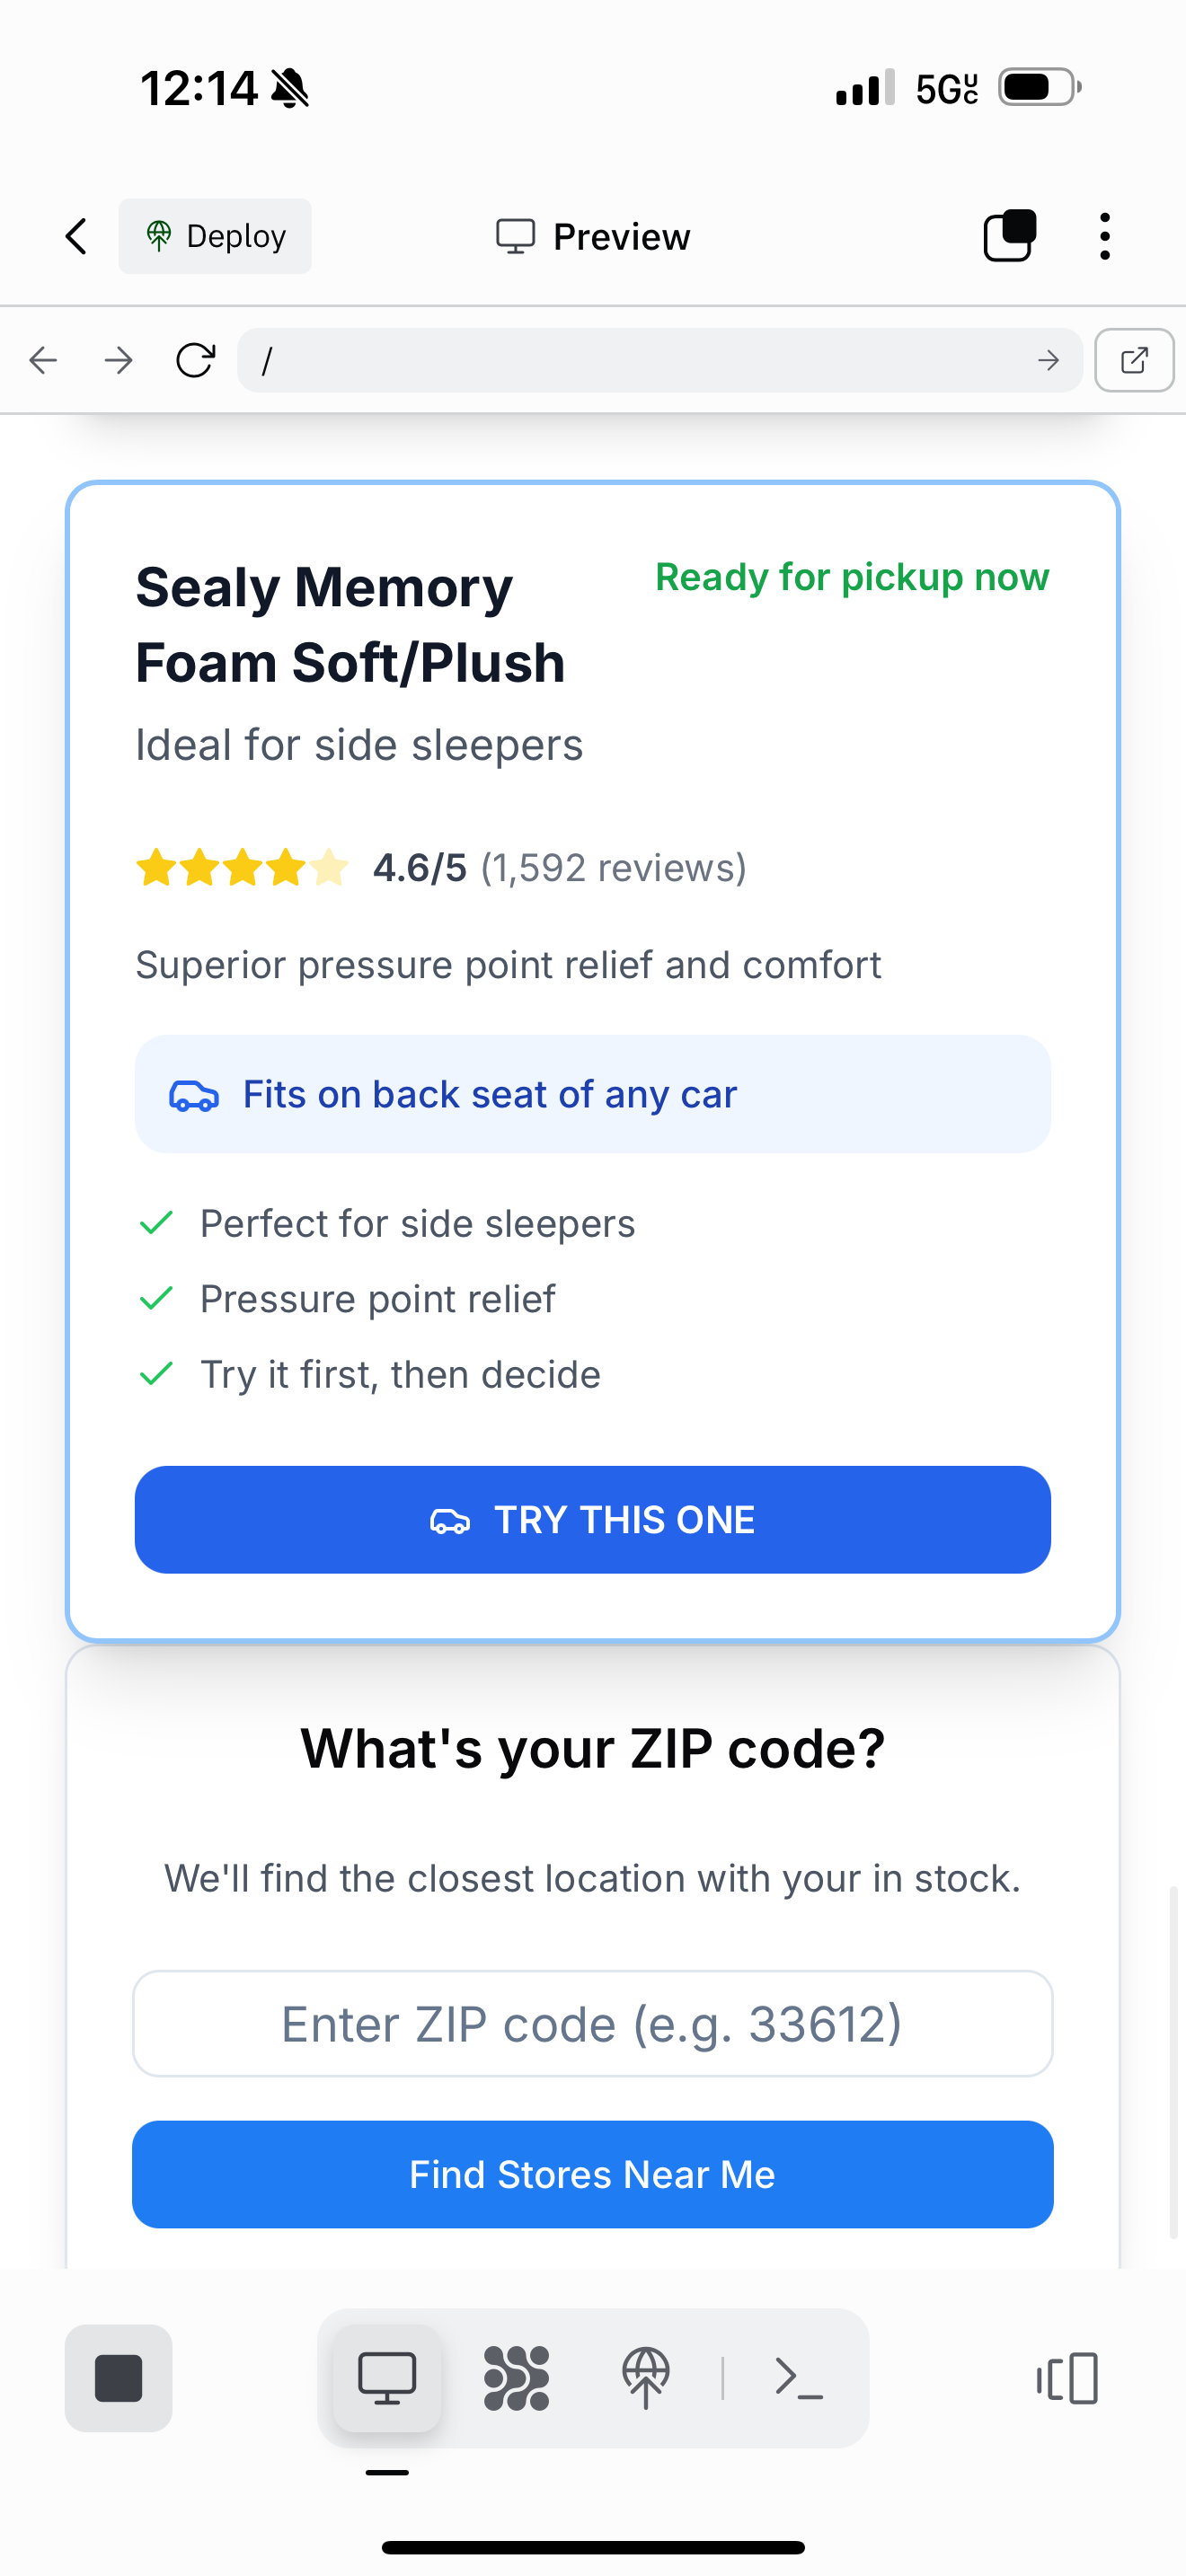 12:14
5G UC
Deploy
Preview
/
Sealy Memory
Foam Soft/Plush
Ready for pickup now
Ideal for side sleepers
4.6/5 (1,592 reviews)
Superior pressure point relief and comfort
Fits on back seat of any car
Perfect for side sleepers
Pressure point relief
Try it first, then decide
TRY THIS ONE
What's your ZIP code?
We'll find the closest location with your in stock.
Enter ZIP code (e.g. 33612)
Find Stores Near Me